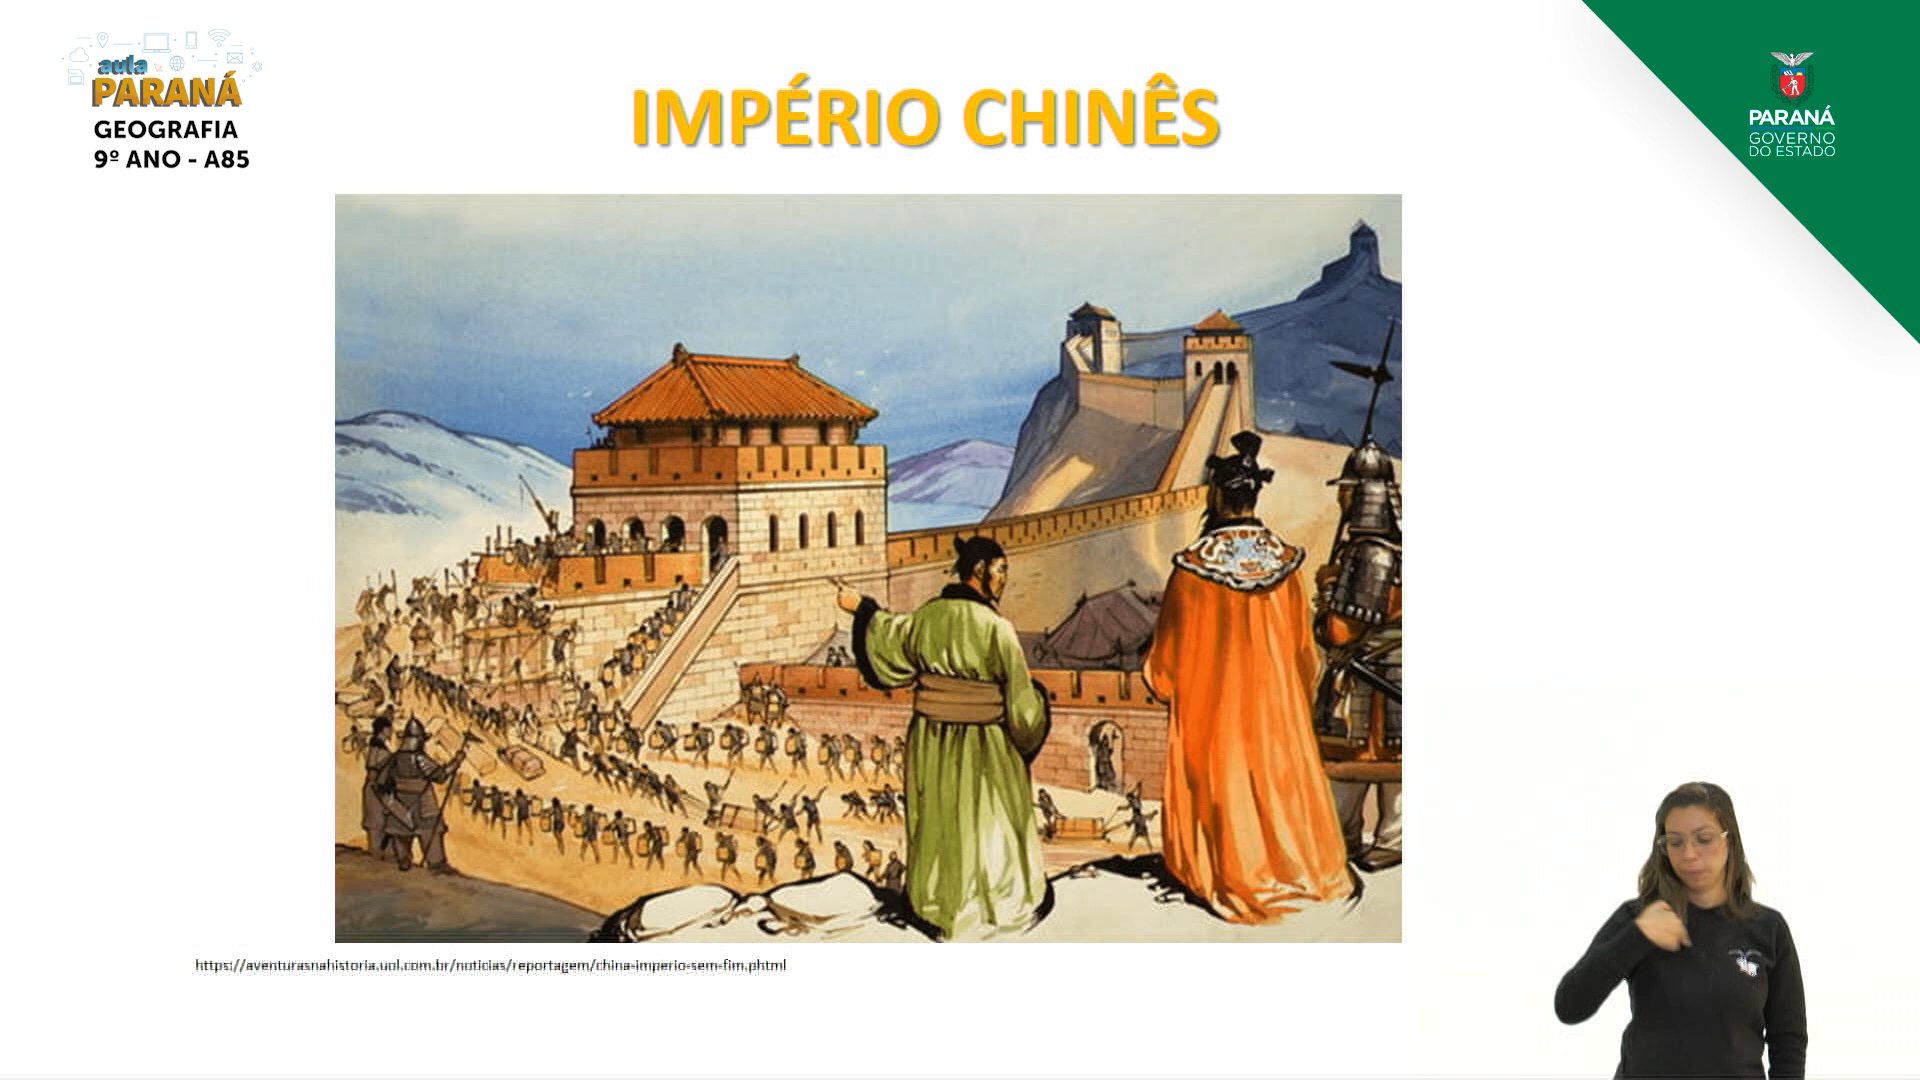 aula
PARANÁ
GEOGRAFIA
9º ANO - A85
IMPÉRIO CHINÊS
PARANÁ
GOVERNO
DO ESTADO
https://aventurasnahistoria.uol.com.br/noticias/reportagem/china-imperio-sem-fim.phtml